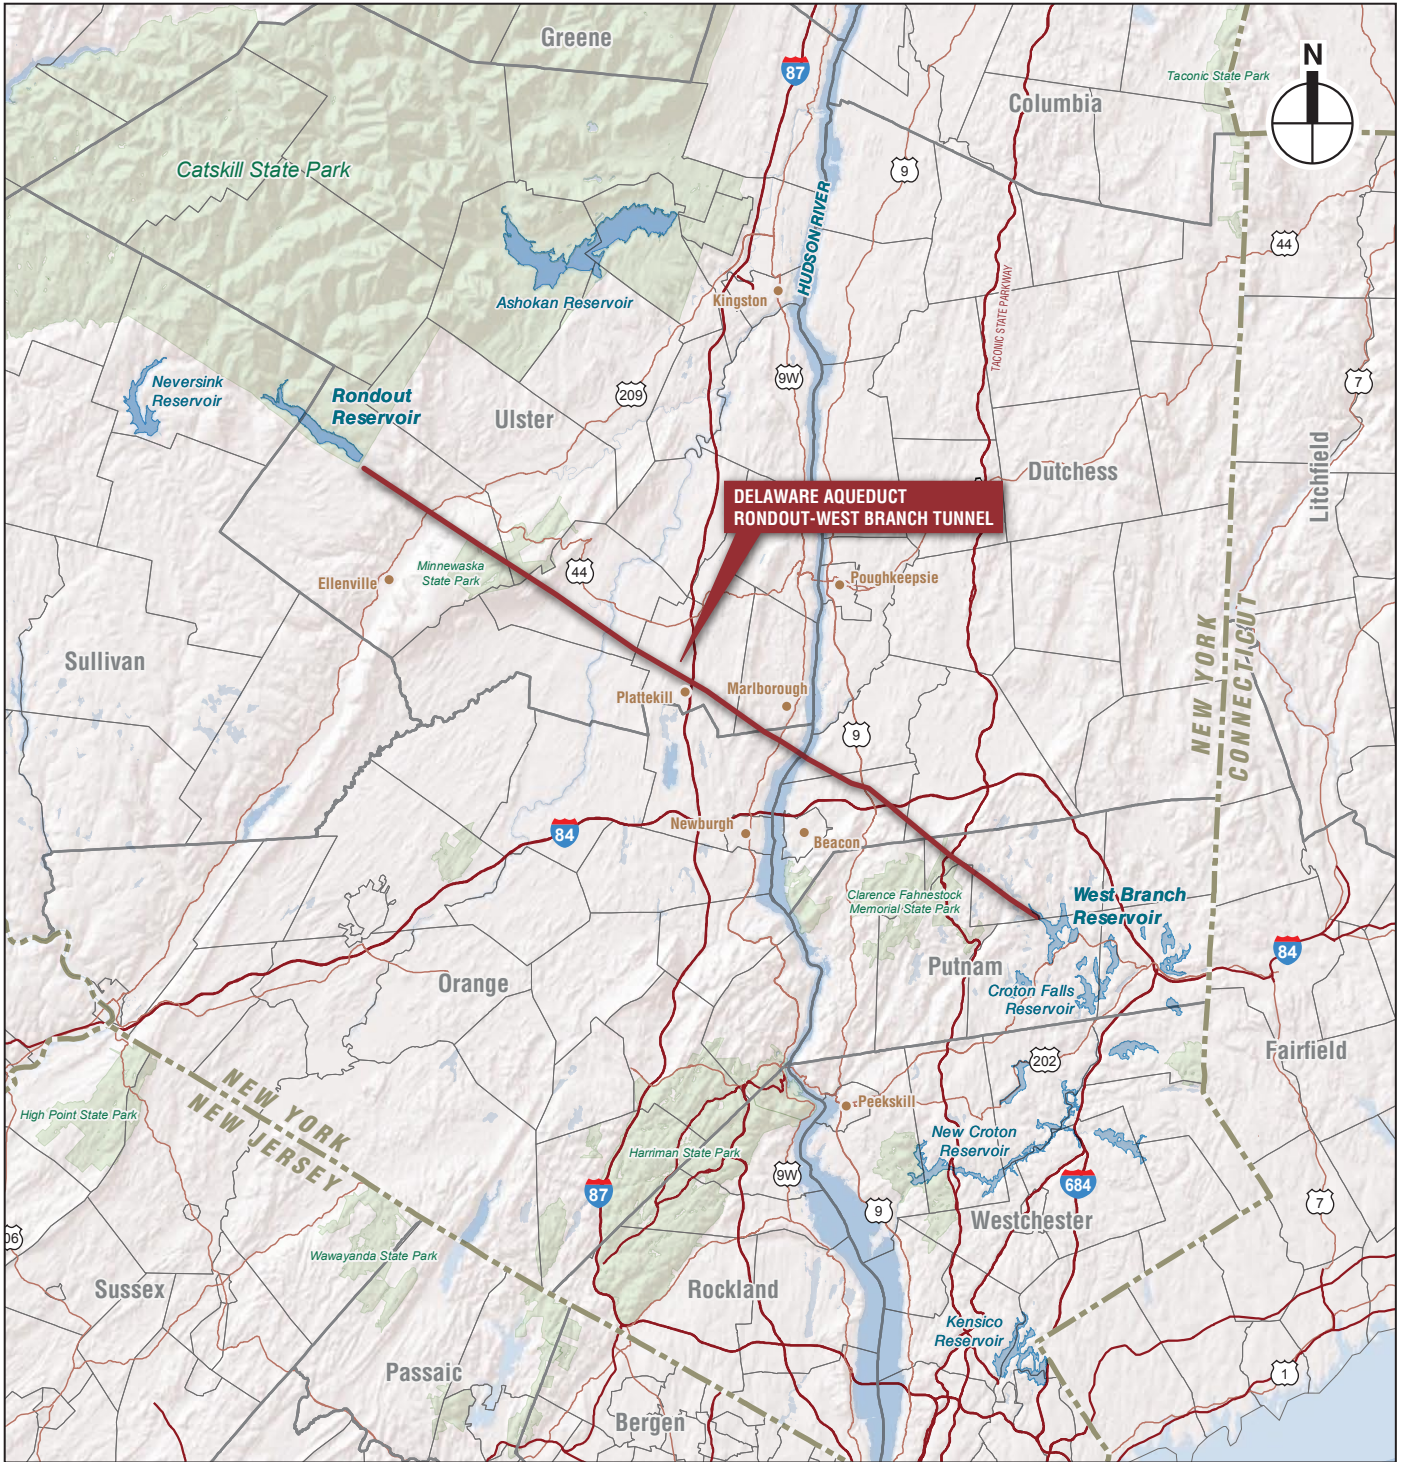 Greene
87
N
Taconic State Park
Columbia
Catskill State Park
9
HUDSON RIVER
44
Ashokan Reservoir
Kingston
TACONIC STATE PARKWAY
Neversink
Reservoir
Rondout
Reservoir
209
9W
7
Ulster
Dutchess
Litchfield
DELAWARE AQUEDUCT
RONDOUT-WEST BRANCH TUNNEL
Minnewaska
State Park
44
Ellenville
Poughkeepsie
NEW YORK
CONNECTICUT
Sullivan
Plattekill
Marlborough
9
84
Newburgh
Beacon
Clarence Fahnestock
Memorial State Park
West Branch
Reservoir
84
Orange
Putnam
Croton Falls
Reservoir
Fairfield
202
NEW YORK
NEW JERSEY
High Point State Park
Peekskill
New Croton
Reservoir
Harriman State Park
9W
87
684
9
7
Westchester
06
Wawayanda State Park
Sussex
Rockland
Kensico
Reservoir
Passaic
1
Bergen